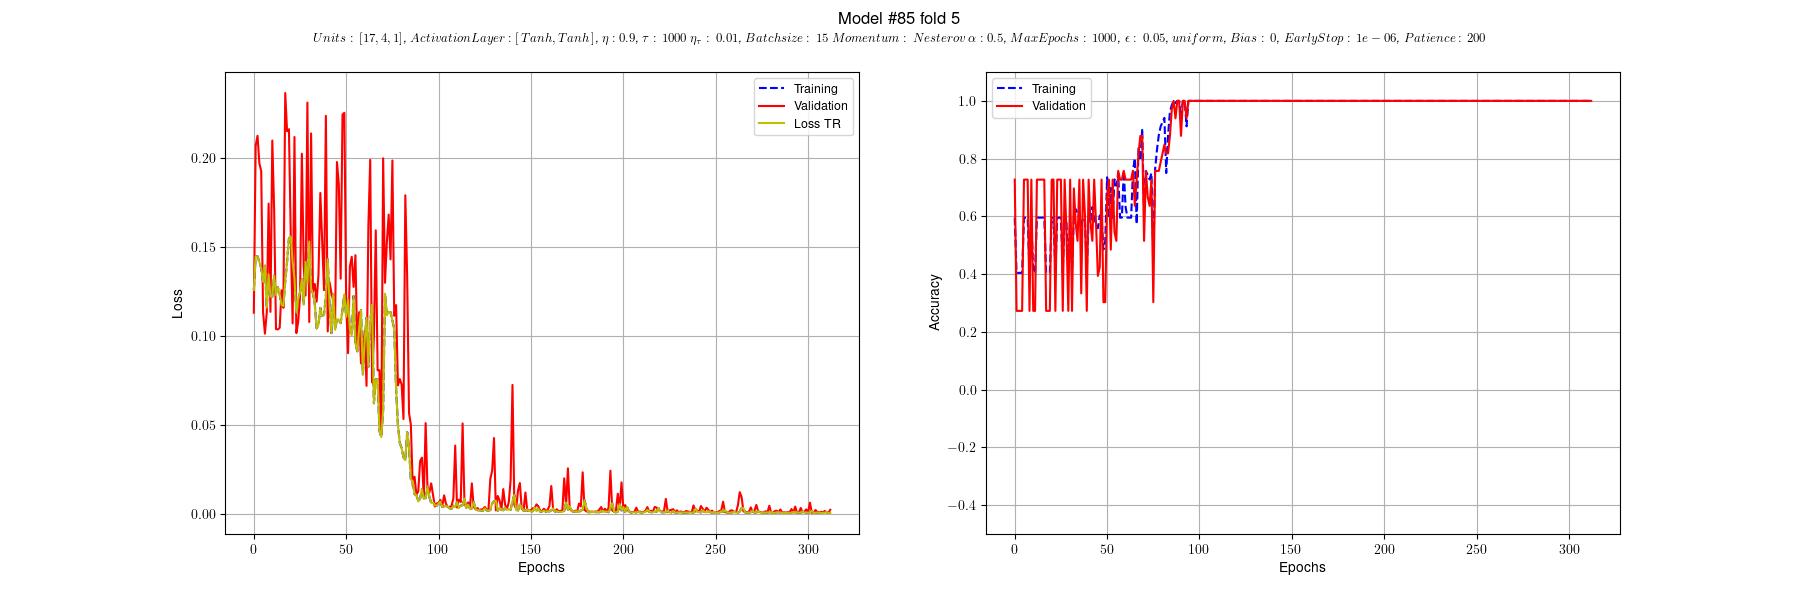 Model #85 fold 5
Units : [17, 4, 1], ActivationLayer : [Tanh, Tanh], η : 0.9, τ : 1000 ητ : 0.01, Batchsize : 15 Momentum : Nesterov α : 0.5, MaxEpochs : 1000, ϵ : 0.05, uniform, Bias : 0, EarlyStop : 1e − 06, Patience : 200
Training
Validation
Loss TR
0.20
0.15
0.10
0.05
0.00
Loss
0 50 100 150 200 250 300
Epochs
Training
Validation
1.0
0.8
0.6
0.4
0.2
0.0
−0.2
−0.4
Accuracy
0 50 100 150 200 250 300
Epochs